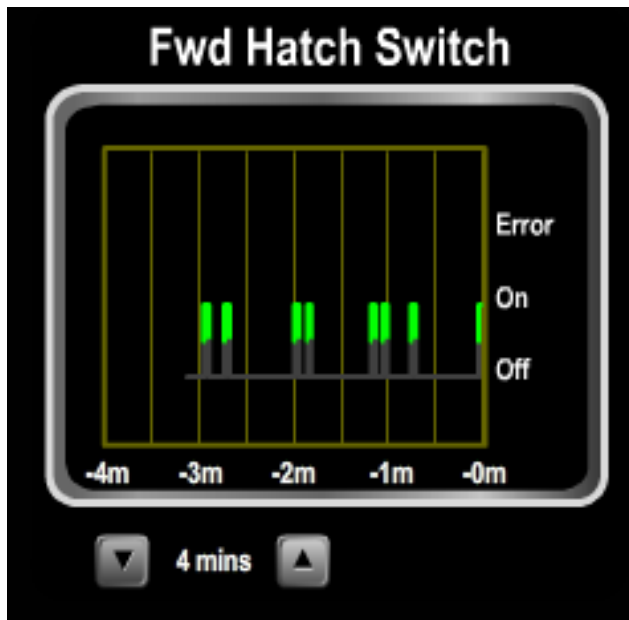 Fwd Hatch Switch
Error
On
Off
-4m -3m -2m -1m -0m
4 mins